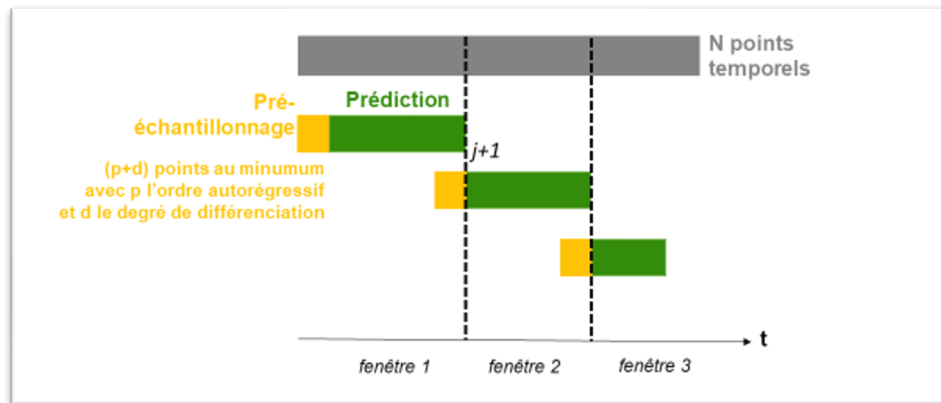 N points
temporels
Pré-
échantillonnage
Prédiction
j+1
(p+d) points au minumum
avec p l'ordre autorégressif
et d le degré de différenciation
t
fenêtre 1
fenêtre 2
fenêtre 3